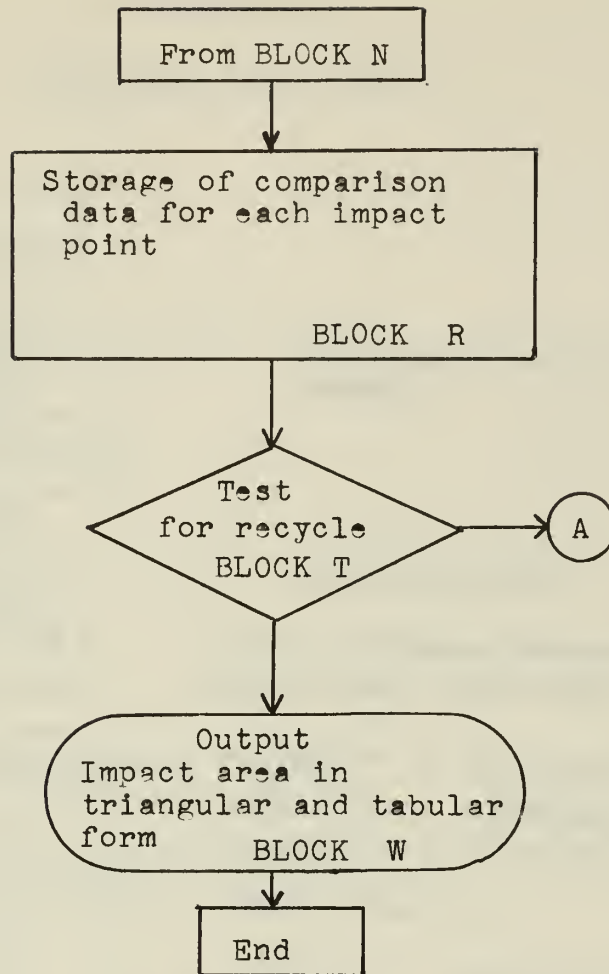 From BLOCK N
Storage of comparison
data for each impact
point
BLOCK R
Test
for recycle
BLOCK T
A
Output
Impact area in
triangular and tabular
form
BLOCK W
End